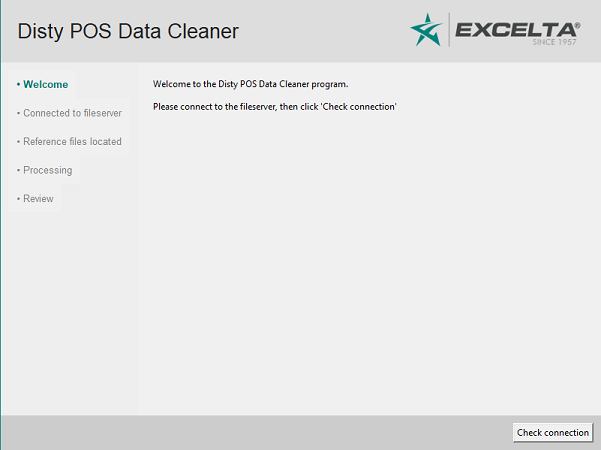 Disty POS Data Cleaner
EXCELTA®
SINCE 1957
• Welcome
• Connected to fileserver
• Reference files located
• Processing
• Review
Welcome to the Disty POS Data Cleaner program.
Please connect to the fileserver, then click 'Check connection'
Check connection